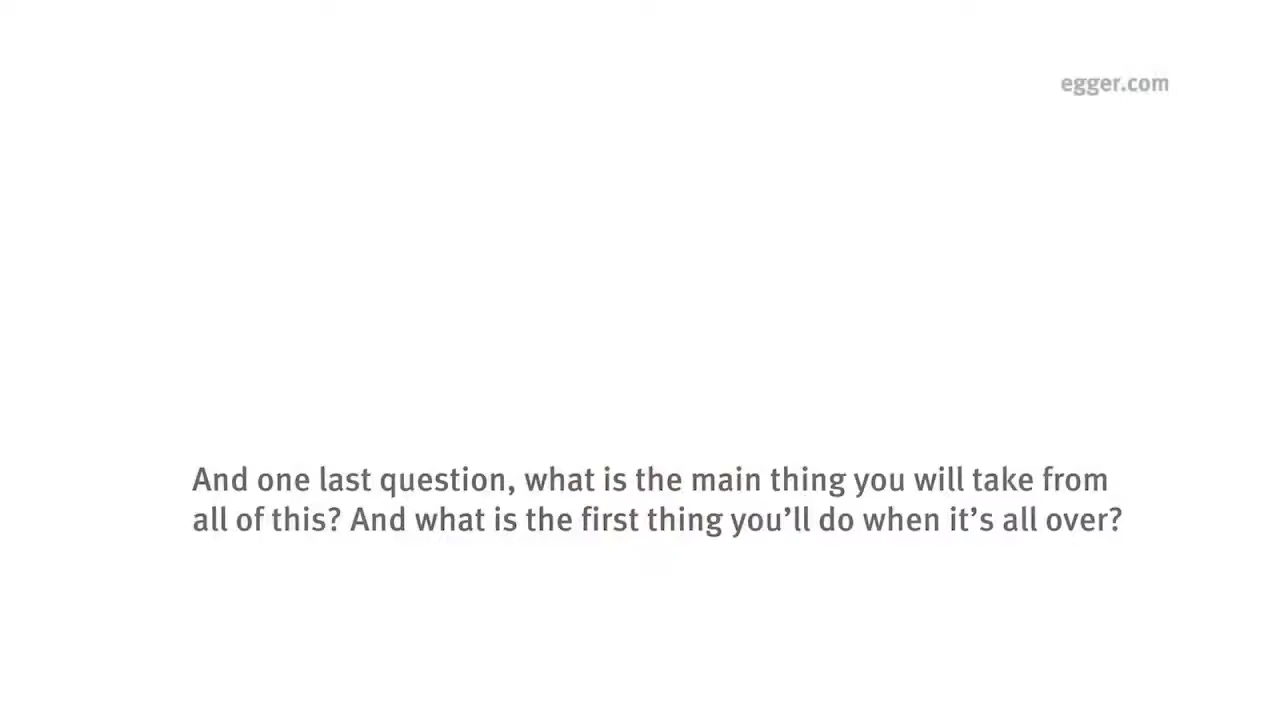 egger.com
And one last question, what is the main thing you will take from
all of this? And what is the first thing you’ll do when it’s all over?